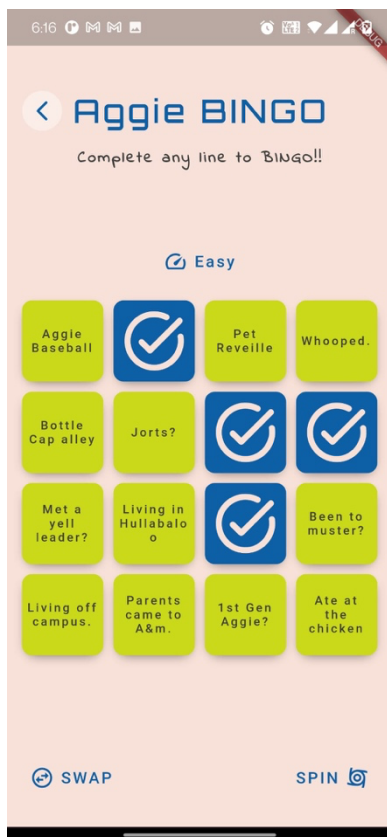 6:16
DEBUG
Aggie BINGO
Complete any line to BINGO!!
Easy
Aggie
Baseball
Pet
Reveille
Whooped.
Bottle
Cap alley
Jorts?
Met a
yell
leader?
Living in
Hullabalo
o
Been to
muster?
Living off
campus.
Parents
came to
A&m.
1st Gen
Aggie?
Ate at
the
chicken
SWAP
SPIN